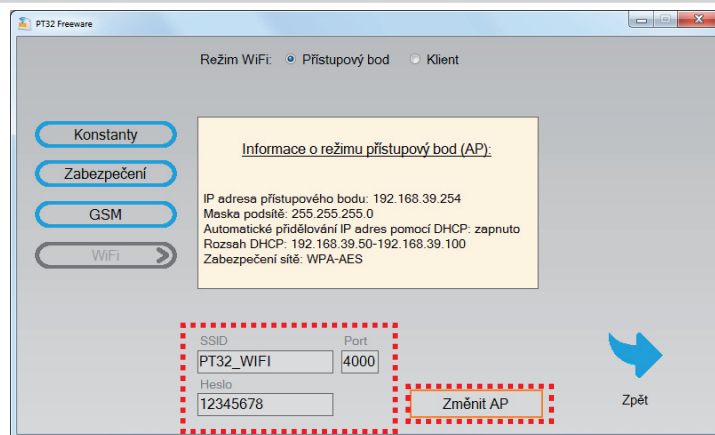 PT32 Freeware
Režim WiFi: Přístupový bod Klient
Konstanty
Zabezpečení
GSM
WiFi
Informace o režimu přístupový bod (AP):
IP adresa přístupového bodu: 192.168.39.254
Maska podsítě: 255.255.255.0
Automatické přidělování IP adres pomocí DHCP: zapnuto
Rozsah DHCP: 192.168.39.50-192.168.39.100
Zabezpečení sítě: WPA-AES
SSID Port
PT32_WIFI 4000
Heslo
12345678
Změnit AP
Zpět